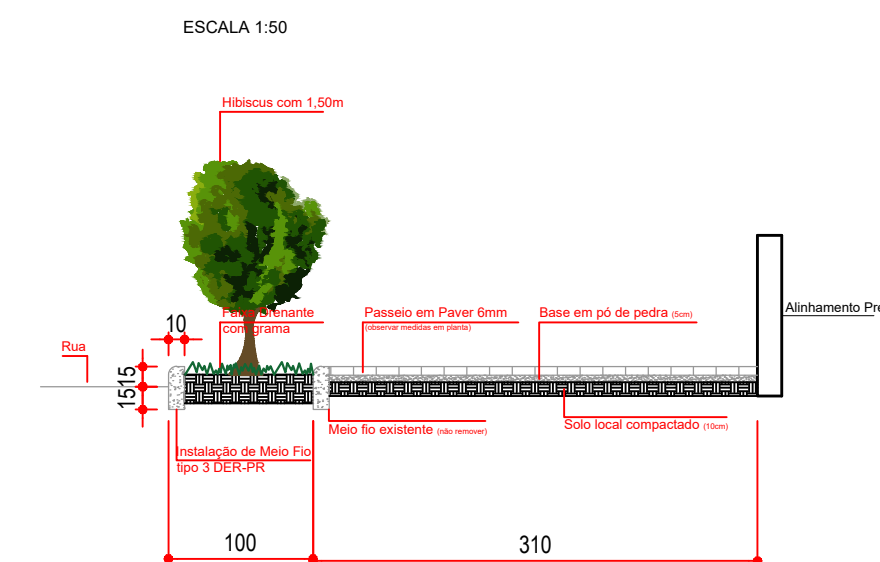 ESCALA 1:50
Hibiscus com 1,50m
Faixa Drenante
com grama
Passeio em Paver 6mm
(observar medidas em planta)
Base em pó de pedra (5cm)
Alinhamento Pre
10
Rua
15
15
Meio fio existente (não remover)
Solo local compactado (10cm)
Instalação de Meio Fio
tipo 3 DER-PR
100
310